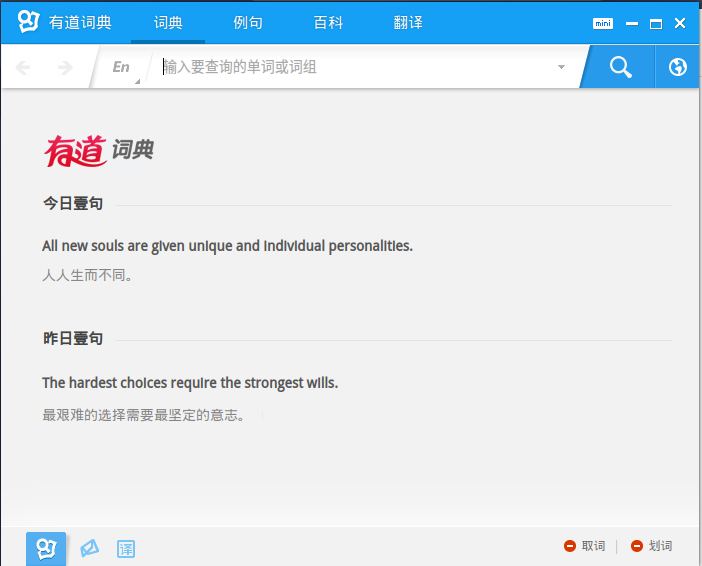 有道词典 词典 例句 百科 翻译 mini
En 输入要查询的单词或词组
有道 词典
今日壹句
All new souls are given unique and individual personalities.
人人生而不同。
昨日壹句
The hardest choices require the strongest wills.
最艰难的选择需要最坚定的意志。
译 取词 划词